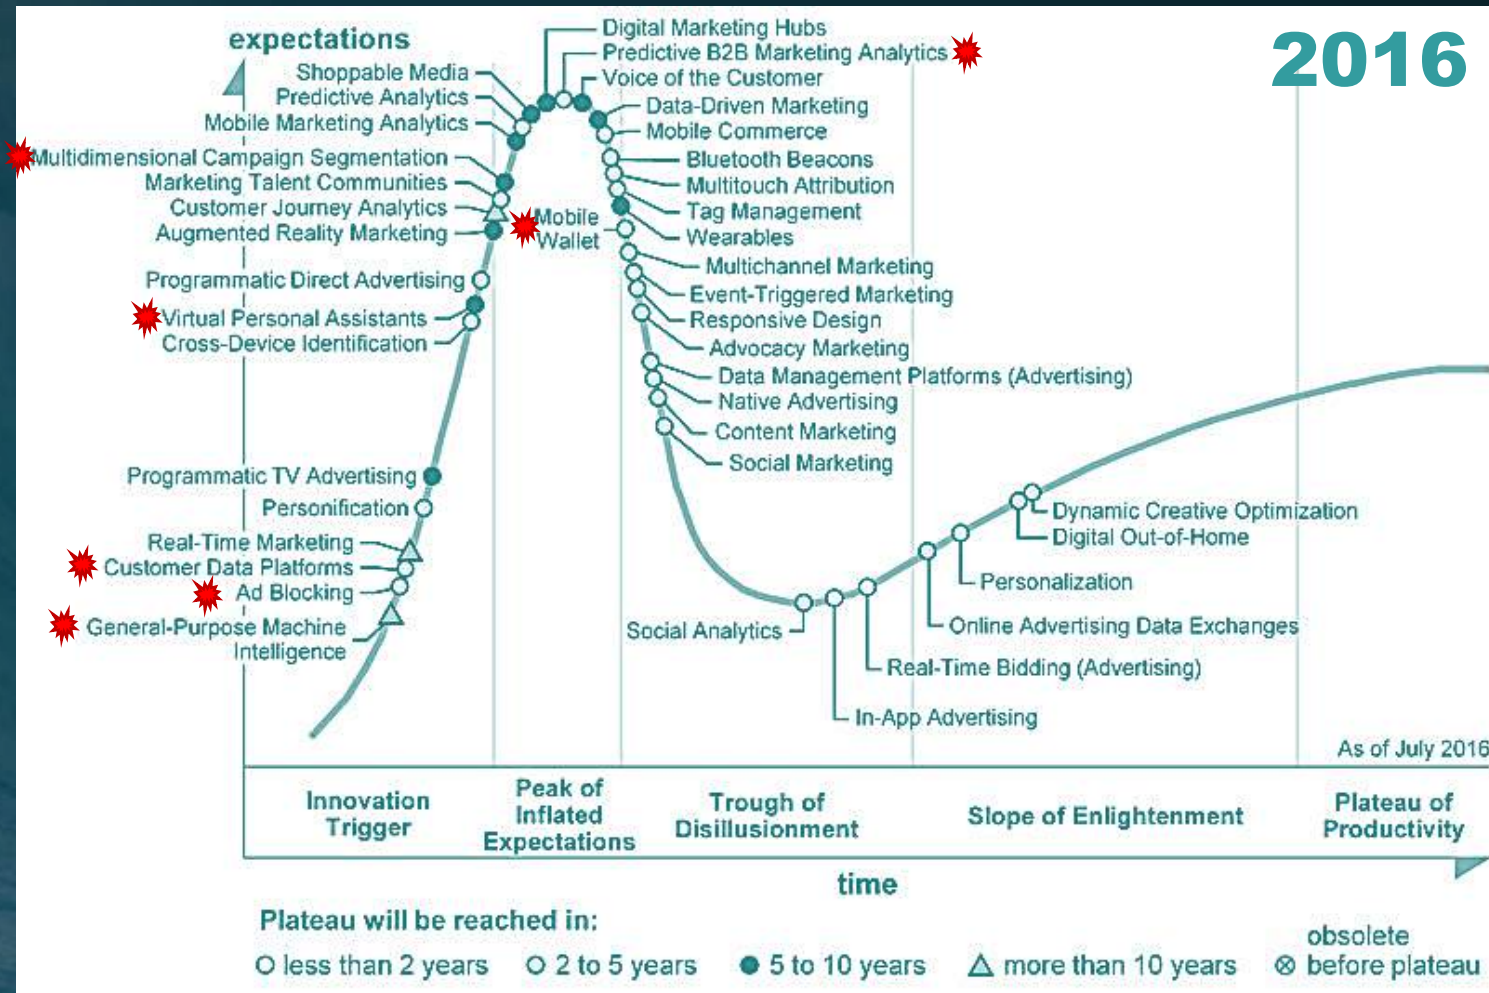 2016
expectations
Digital Marketing Hubs
Predictive B2B Marketing Analytics
Voice of the Customer
Shoppable Media
Predictive Analytics
Mobile Marketing Analytics
Multidimensional Campaign Segmentation
Marketing Talent Communities
Customer Journey Analytics
Augmented Reality Marketing
Programmatic Direct Advertising
Virtual Personal Assistants
Cross-Device Identification
Programmatic TV Advertising
Personification
Real-Time Marketing
Customer Data Platforms
Ad Blocking
General-Purpose Machine
Intelligence
Data-Driven Marketing
Mobile Commerce
Bluetooth Beacons
Multitouch Attribution
Tag Management
Wearables
Mobile
Wallet
Multichannel Marketing
Event-Triggered Marketing
Responsive Design
Advocacy Marketing
Data Management Platforms (Advertising)
Native Advertising
Content Marketing
Social Marketing
Social Analytics
In-App Advertising
Real-Time Bidding (Advertising)
Online Advertising Data Exchanges
Personalization
Digital Out-of-Home
Dynamic Creative Optimization
As of July 2016
Innovation
Trigger
Peak of
Inflated
Expectations
Trough of
Disillusionment
Slope of Enlightenment
Plateau of
Productivity
time
Plateau will be reached in:
less than 2 years
2 to 5 years
5 to 10 years
more than 10 years
obsolete
before plateau